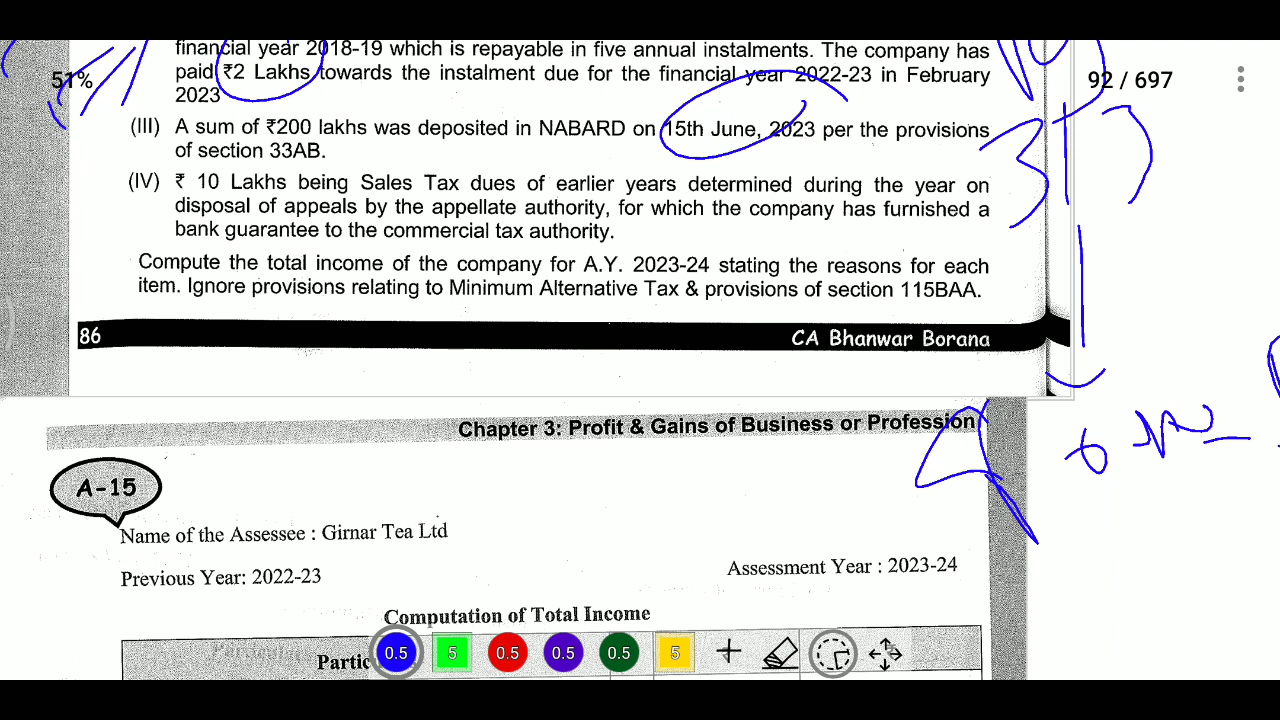 financial year 2018-19 which is repayable in five annual instalments. The company has
51%
paid ₹2 Lakhs towards the instalment due for the financial year 2022-23 in February
92 / 697
2023
(III) A sum of ₹200 lakhs was deposited in NABARD on 15th June, 2023 per the provisions
of section 33AB.
(IV) ₹ 10 Lakhs being Sales Tax dues of earlier years determined during the year on
disposal of appeals by the appellate authority, for which the company has furnished a
bank guarantee to the commercial tax authority.
Compute the total income of the company for A.Y. 2023-24 stating the reasons for each
item. Ignore provisions relating to Minimum Alternative Tax & provisions of section 115BAA.
86
CA Bhanwar Borana
Chapter 3: Profit & Gains of Business or Profession
A-15
Name of the Assessee : Girnar Tea Ltd
Previous Year: 2022-23
Assessment Year : 2023-24
Computation of Total Income
Partic
0.5 5 0.5 0.5 0.5 5